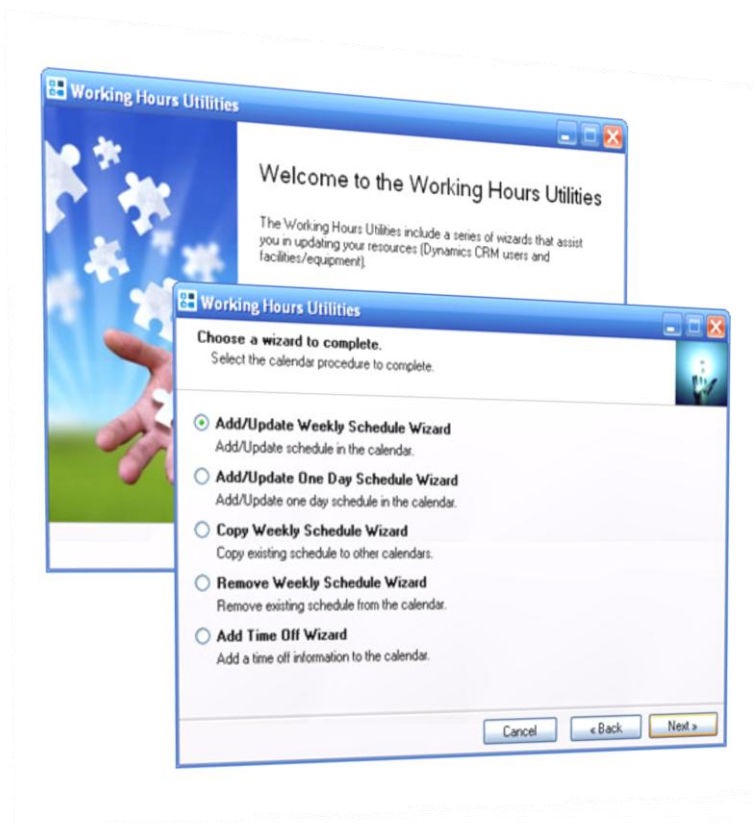 Working Hours Utilities
Welcome to the Working Hours Utilities
The Working Hours Utilities include a series of wizards that assist
you in updating your resources (Dynamics CRM users and
facilities/equipment).
Working Hours Utilities
Choose a wizard to complete.
Select the calendar procedure to complete.
Add/Update Weekly Schedule Wizard
Add/Update schedule in the calendar.
Add/Update One Day Schedule Wizard
Add/Update one day schedule in the calendar.
Copy Weekly Schedule Wizard
Copy existing schedule to other calendars.
Remove Weekly Schedule Wizard
Remove existing schedule from the calendar.
Add Time Off Wizard
Add a time off information to the calendar.
Cancel « Back Next »